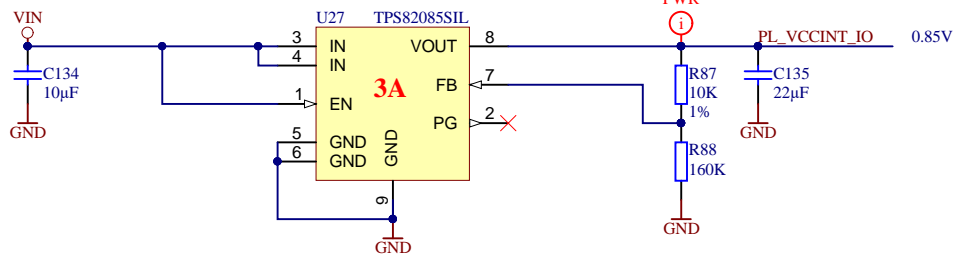 PWR
VIN
U27 TPS82085SIL
i
PL_VCCINT_IO 0.85V
3 IN VOUT 8
4 IN
C134
10µF
GND
3A
FB 7
R87
10K
1%
C135
22µF
GND
1 EN
PG 2
5 GND
6 GND
GND
9
R88
160K
GND
GND